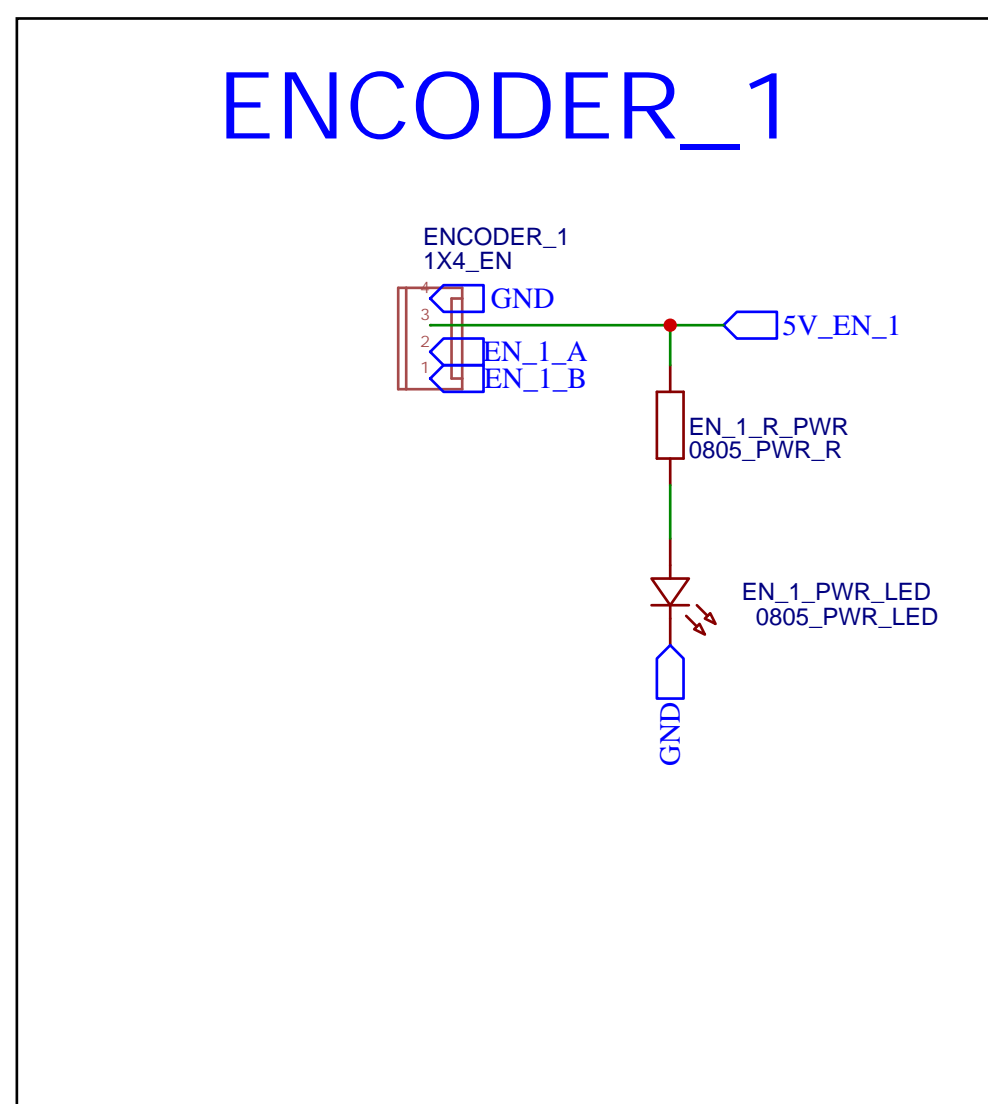 ENCODER_1
ENCODER_1
1X4_EN
4 GND
3 5V_EN_1
2 EN_1_A
1 EN_1_B
EN_1_R_PWR
0805_PWR_R
EN_1_PWR_LED
0805_PWR_LED
GND